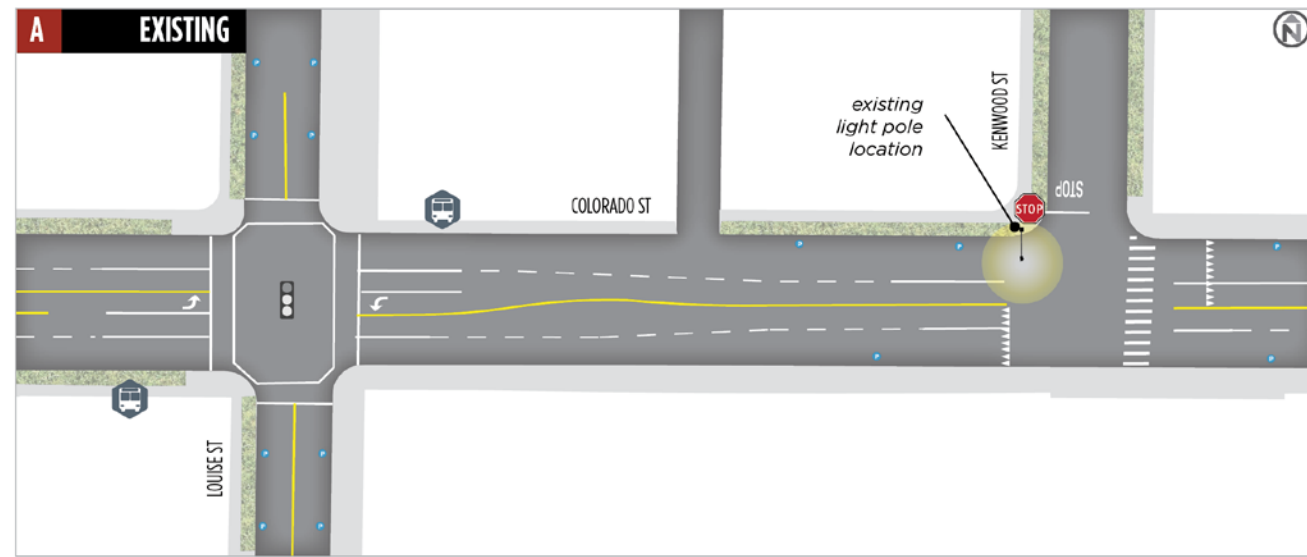 A EXISTING
N
existing
light pole
location
KENWOOD ST
COLORADO ST
STOP
STOP
LOUISE ST
P
P
P
P
P
P
P
P
P
P
P
P
P